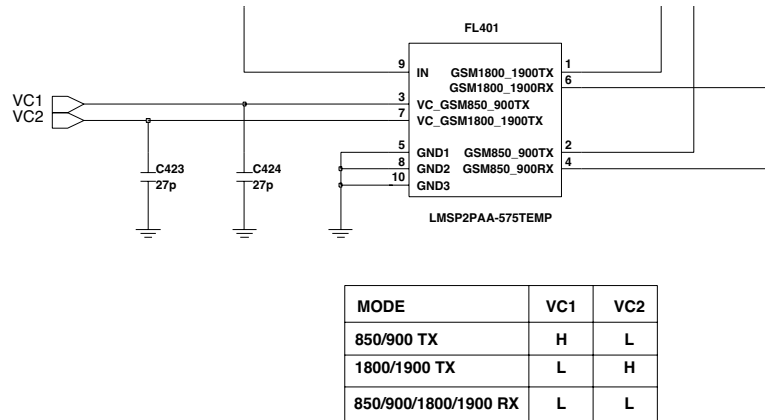 FL401
9 IN GSM1800_1900TX 1
GSM1800_1900RX 6
VC1 3 VC_GSM850_900TX
VC2 7 VC_GSM1800_1900TX
5 GND1 GSM850_900TX 2
8 GND2 GSM850_900RX 4
10 GND3
C423
27p
C424
27p
LMSP2PAA-575TEMP
MODE VC1 VC2
850/900 TX H L
1800/1900 TX L H
850/900/1800/1900 RX L L